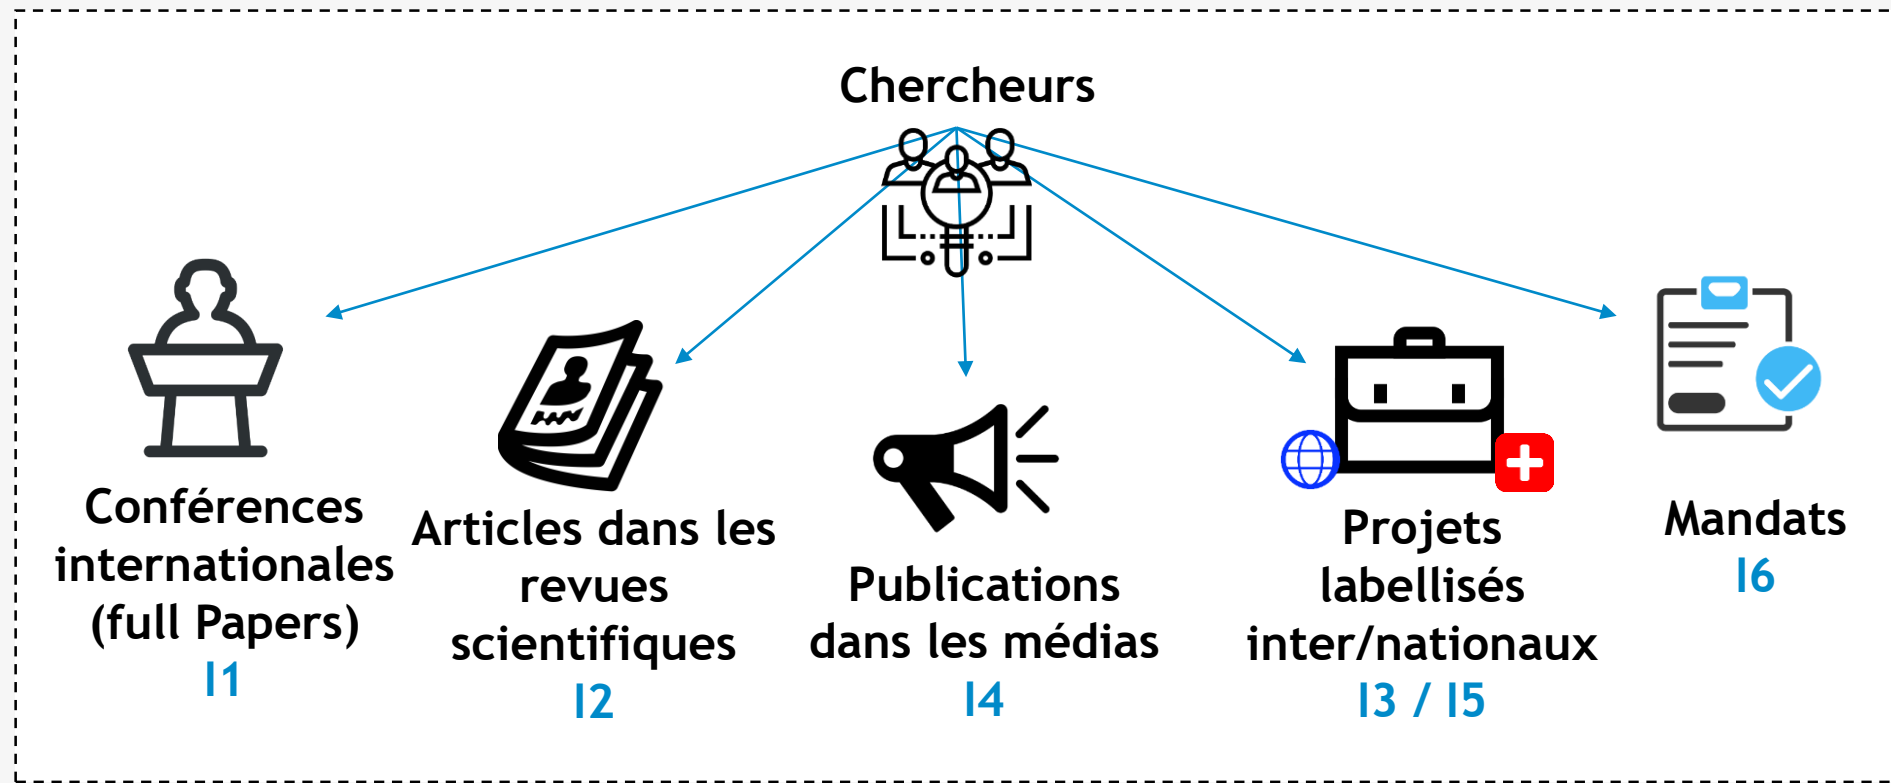 Chercheurs
Conférences
internationales
(full Papers)
I1
Articles dans les
revues
scientifiques
I2
Publications
dans les médias
I4
Projets
labellisés
inter/nationaux
I3 / I5
Mandats
I6